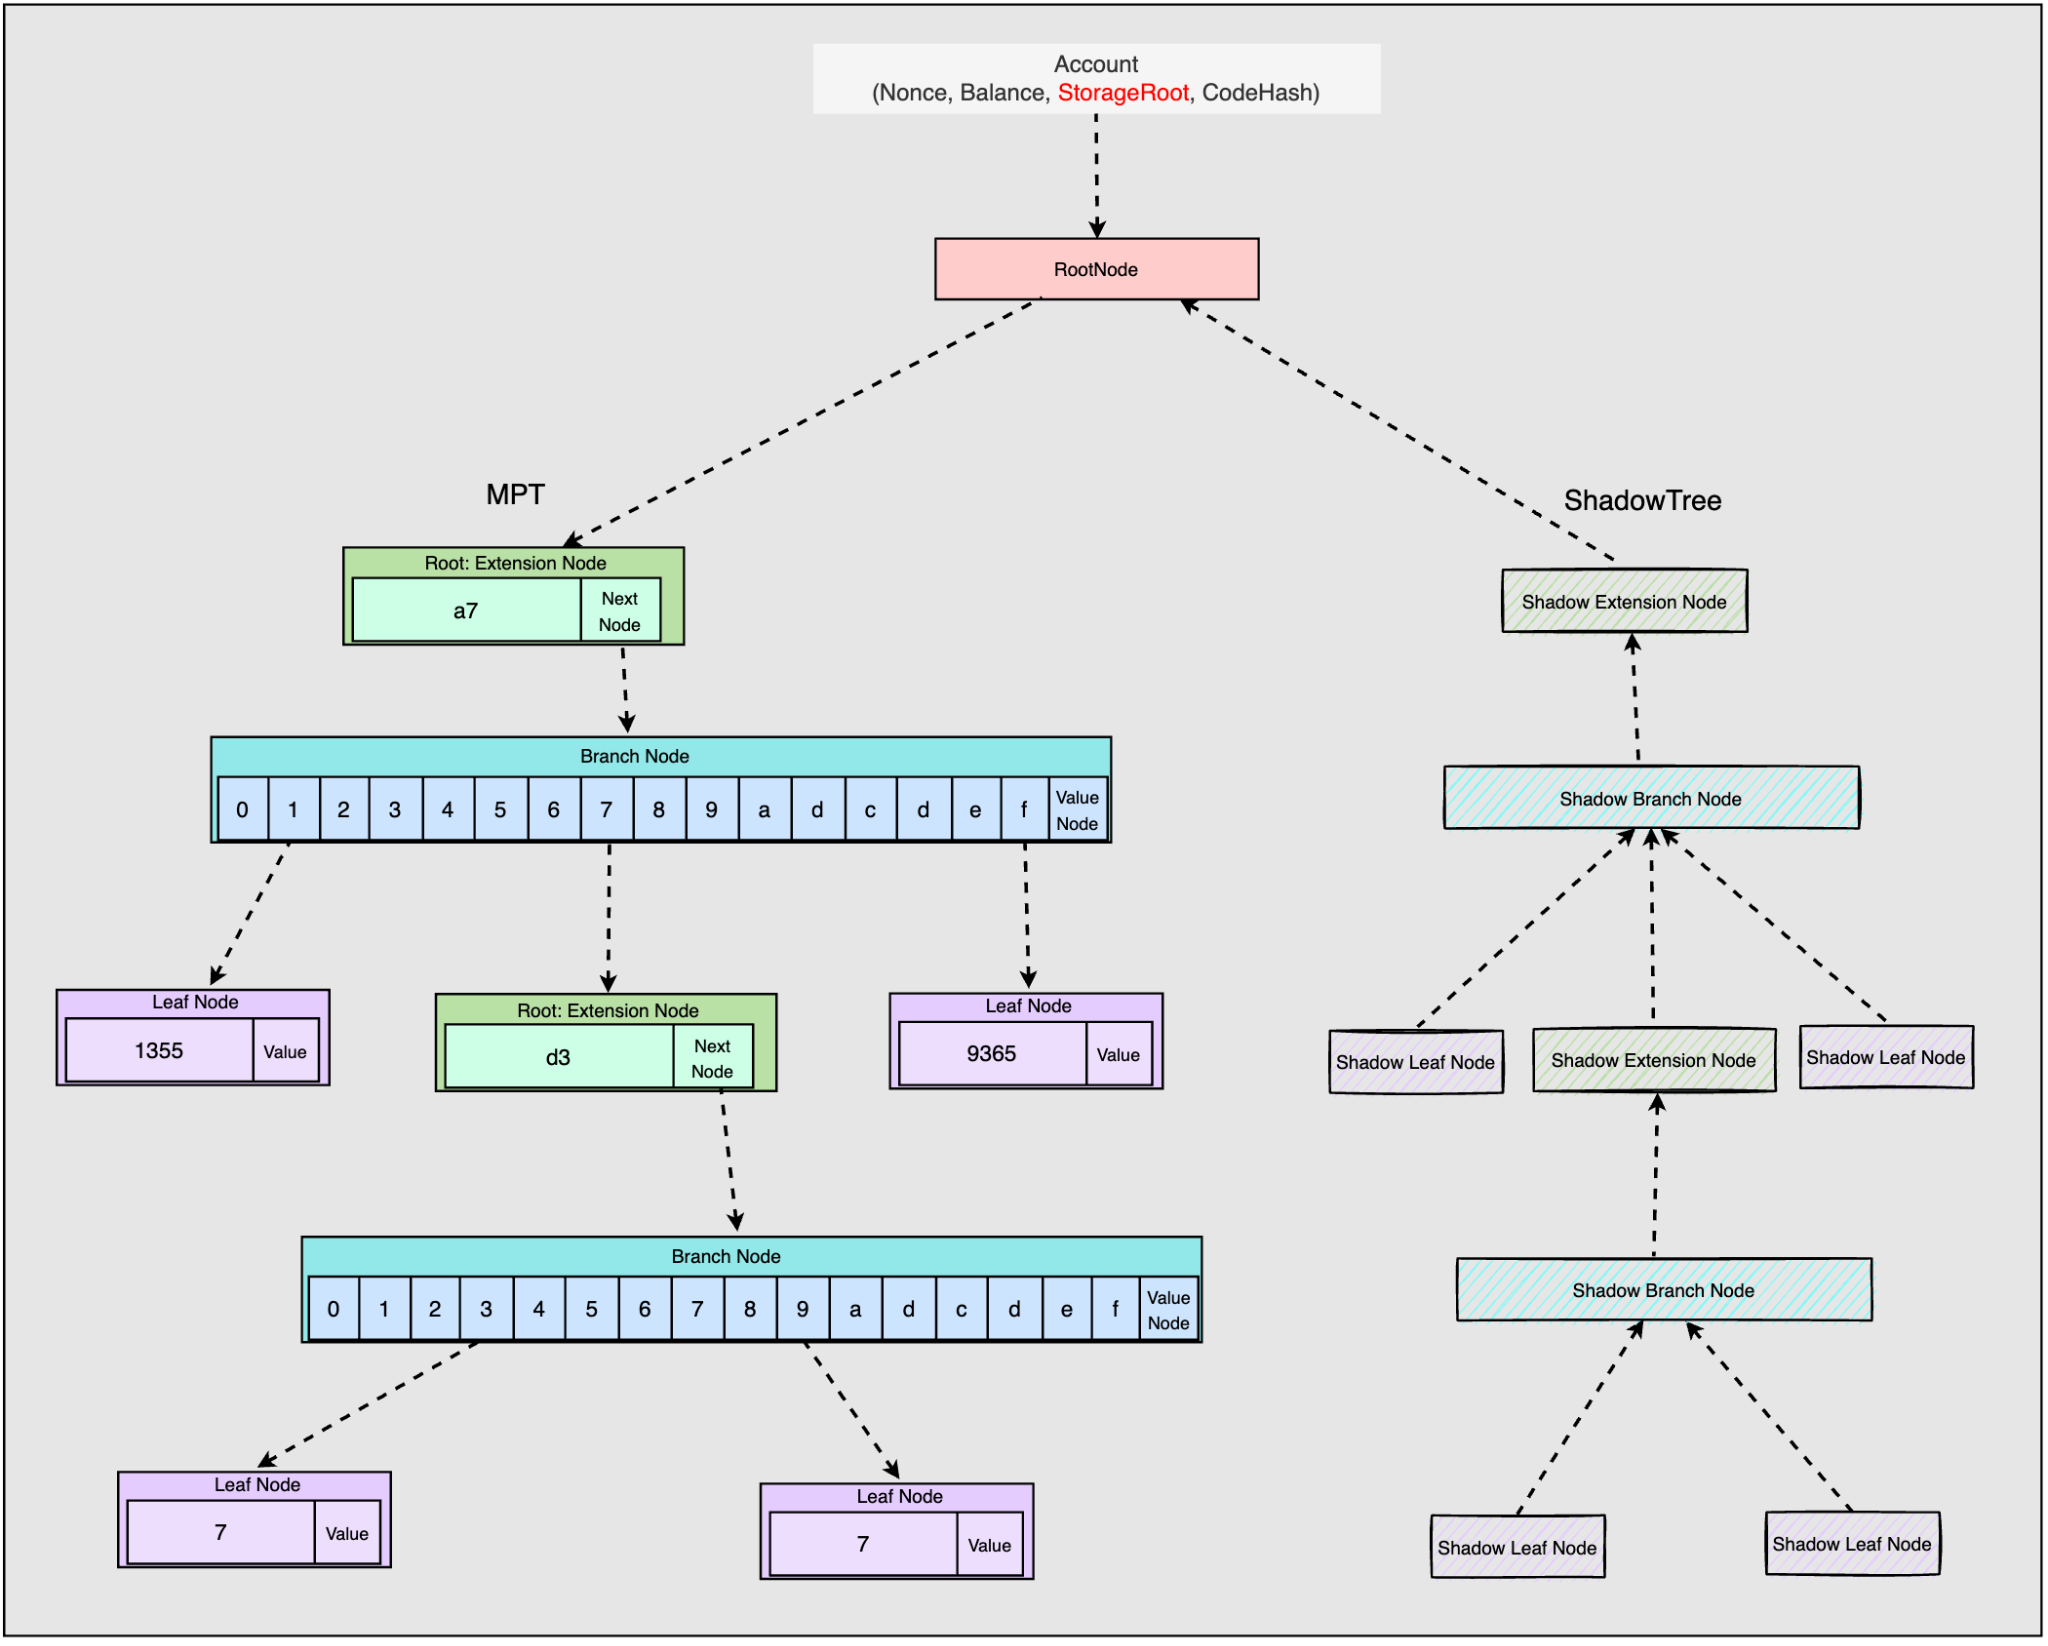 Account
(Nonce, Balance, StorageRoot, CodeHash)
RootNode
MPT
ShadowTree
Root: Extension Node
a7
Next
Node
Shadow Extension Node
Branch Node
0 1 2 3 4 5 6 7 8 9 a d c d e f
Value
Node
Shadow Branch Node
Leaf Node
1355
Value
Root: Extension Node
d3
Next
Node
Leaf Node
9365
Value
Shadow Leaf Node
Shadow Extension Node
Shadow Leaf Node
Branch Node
0 1 2 3 4 5 6 7 8 9 a d c d e f
Value
Node
Shadow Branch Node
Leaf Node
7
Value
Leaf Node
7
Value
Shadow Leaf Node
Shadow Leaf Node